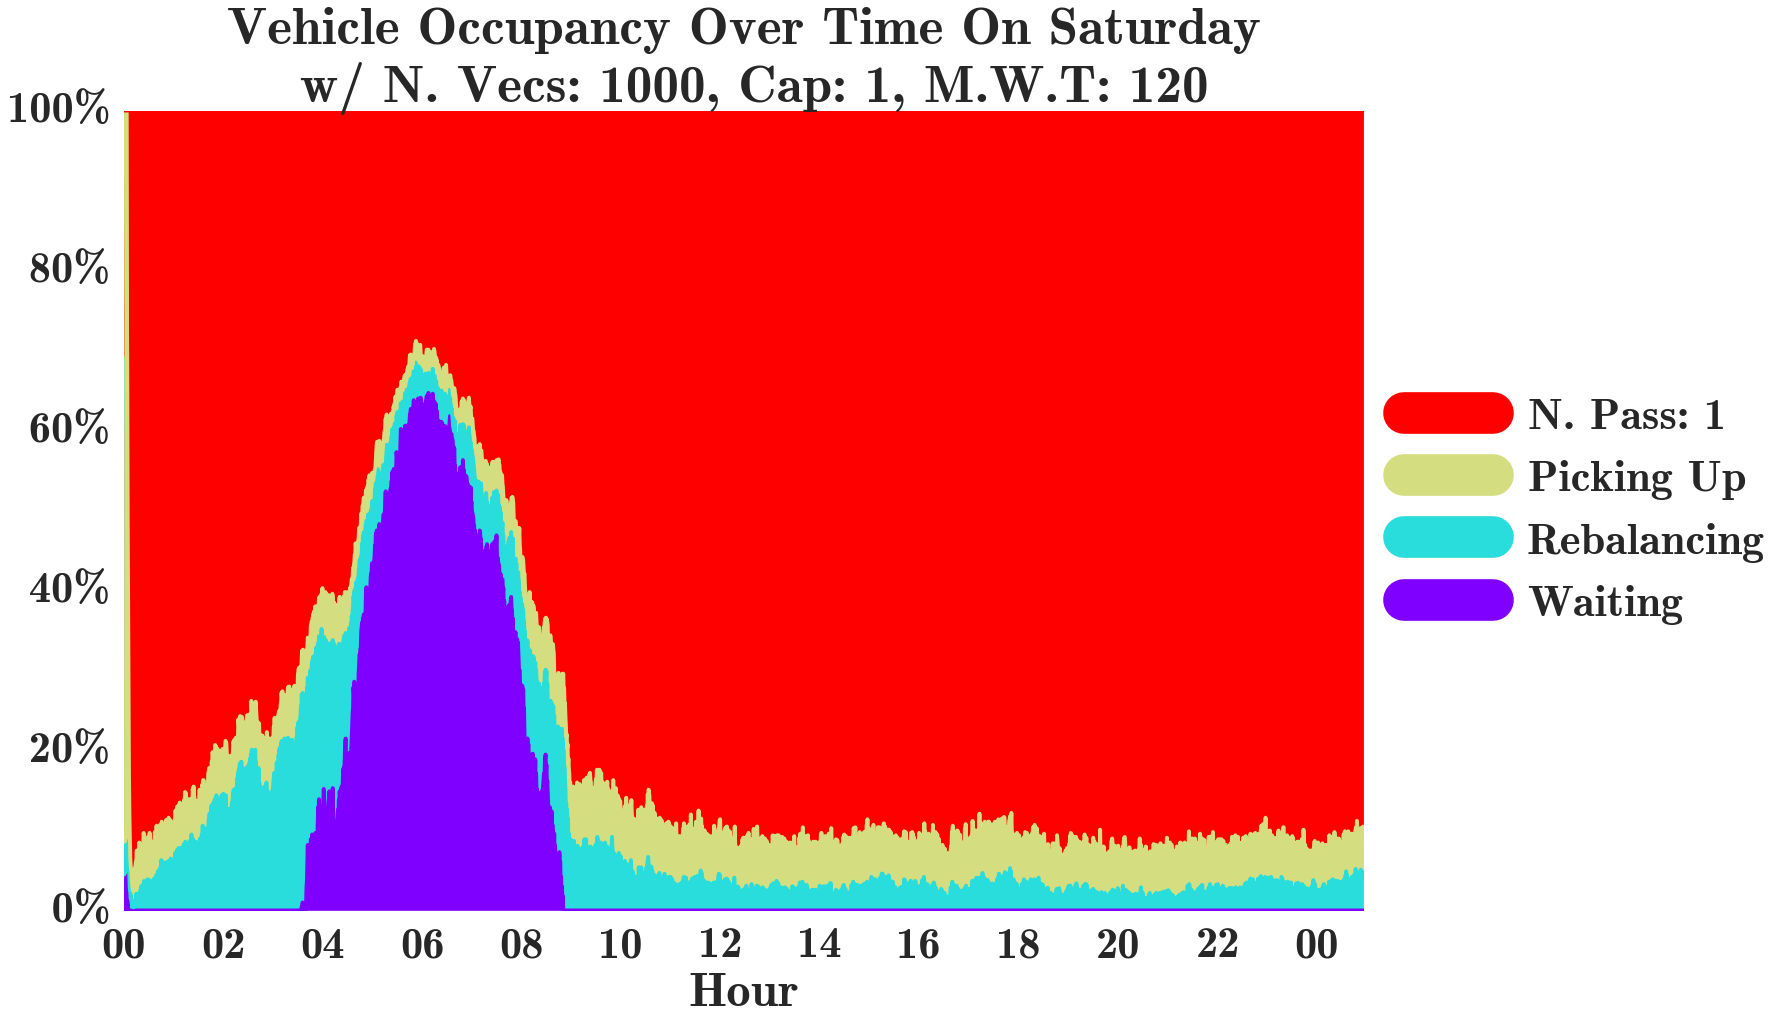 Vehicle Occupancy Over Time On Saturday
w/ N. Vecs: 1000, Cap: 1, M.W.T: 120
100%
80%
60%
40%
20%
0%
00 02 04 06 08 10 12 14 16 18 20 22 00
Hour
N. Pass: 1
Picking Up
Rebalancing
Waiting